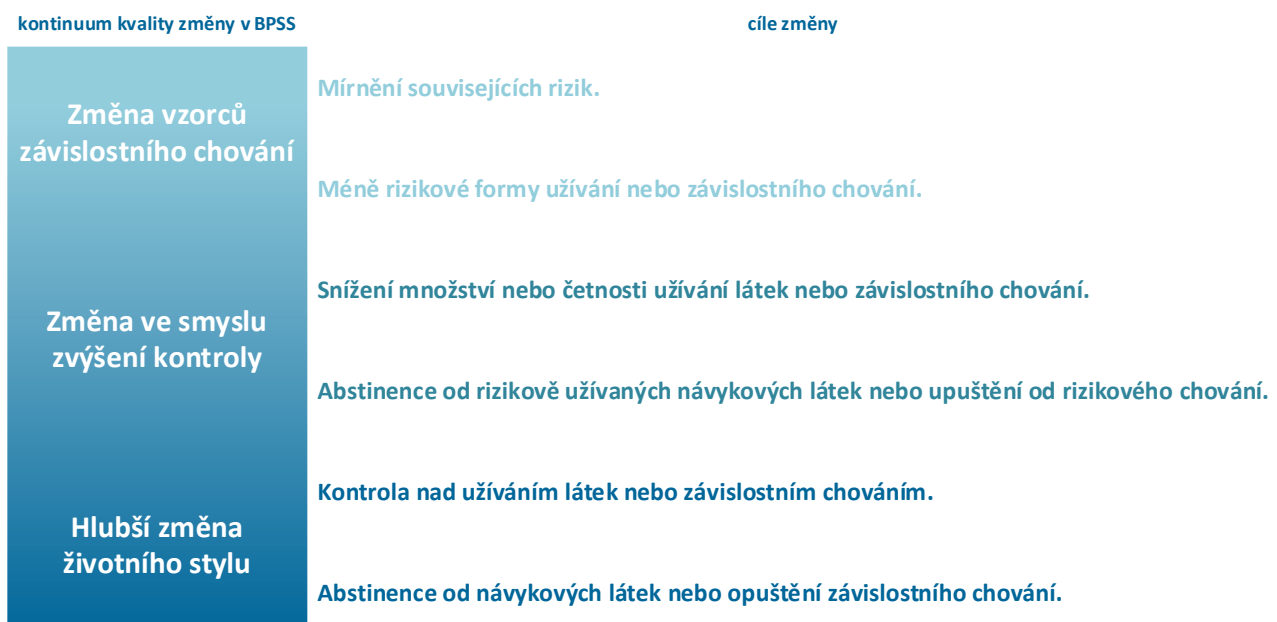 kontinuum kvality změny v BPSS
cíle změny
Změna vzorců
závislostního chování
Mírnění souvisejících rizik.
Méně rizikové formy užívání nebo závislostního chování.
Změna ve smyslu
zvýšení kontroly
Snížení množství nebo četnosti užívání látek nebo závislostního chování.
Abstinence od rizikově užívaných návykových látek nebo upuštění od rizikového chování.
Hlubší změna
životního stylu
Kontrola nad užíváním látek nebo závislostním chováním.
Abstinence od návykových látek nebo opuštění závislostního chování.